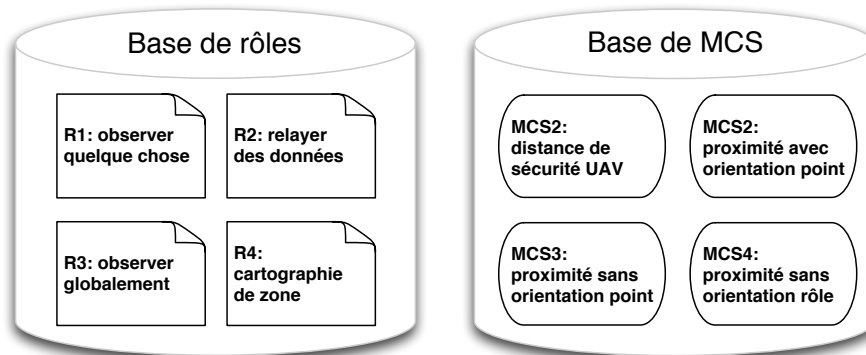 Base de rôles
R1: observer
quelque chose
R2: relayer
des données
R3: observer
globalement
R4:
cartographie
de zone
Base de MCS
MCS2:
distance de
sécurité UAV
MCS2:
proximité avec
orientation point
MCS3:
proximité sans
orientation point
MCS4:
proximité sans
orientation rôle